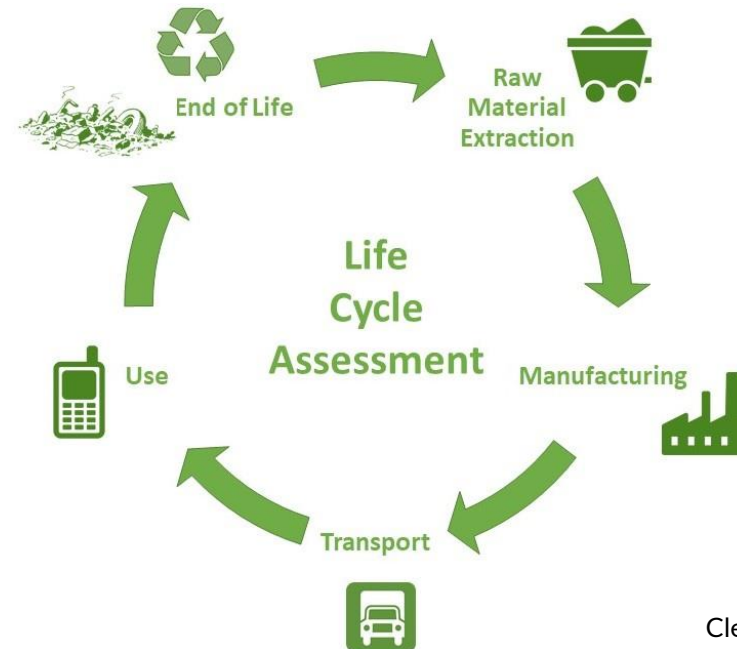 End of Life
Raw
Material
Extraction
Life
Cycle
Assessment
Use
Manufacturing
Transport